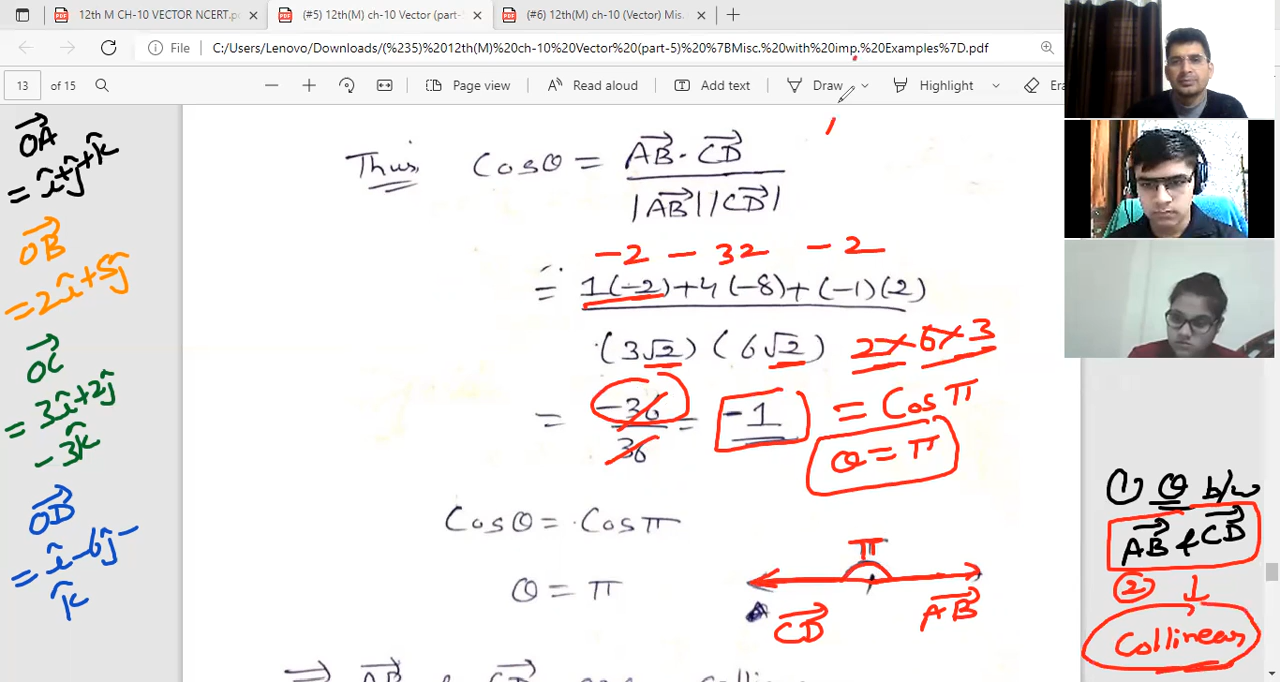 12th M CH-10 VECTOR NCERT.p
(#5) 12th(M) ch-10 Vector (part-
(#6) 12th(M) ch-10 (Vector) Mis.
File C:/Users/Lenovo/Downloads/(%235)%2012th(M)%20ch-10%20Vector%20(part-5)%20%7BMisc.%20with%20imp.%20Examples%7D.pdf
13 of 15 Page view Read aloud Add text Draw Highlight Era
OA
= î+ĵ+k̂
OB
= 2î+5ĵ
OC
= 3î+2ĵ
-3k̂
OD
= î-6ĵ-
k̂
Thus, Cosθ = AB · CD
|AB| |CD|
-2 - 32 - 2
= 1(-2)+4(-8)+(-1)(2)
(3√2)(6√2) 2×6×3
= -36 = -1 = Cos π
36 θ = π
Cosθ = Cosπ
θ = π
π
CD AB
① θ b/w
AB & CD
② ↓
Collinear